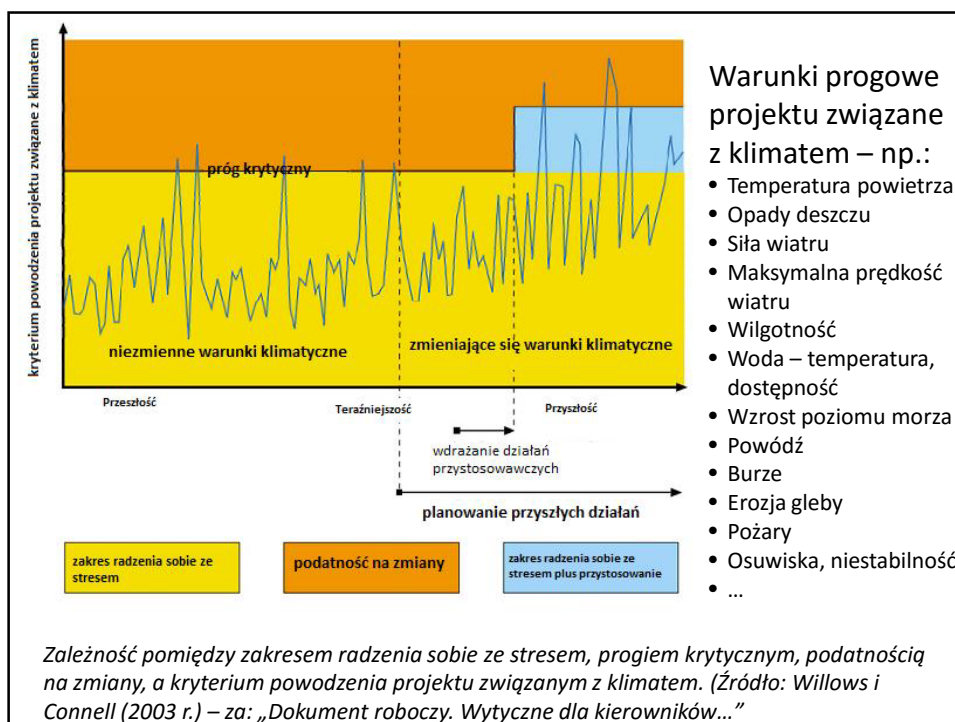 kryterium powodzenia projektu związane z klimatem
próg krytyczny
niezmienne warunki klimatyczne
zmieniające się warunki klimatyczne
Przeszłość
Teraźniejszość
Przyszłość
wdrażanie działań
przystosowawczych
planowanie przyszłych działań
zakres radzenia sobie ze
stresem
podatność na zmiany
zakres radzenia sobie ze
stresem plus przystosowanie
Warunki progowe
projektu związane
z klimatem – np.:
• Temperatura powietrza
• Opady deszczu
• Siła wiatru
• Maksymalna prędkość
wiatru
• Wilgotność
• Woda – temperatura,
dostępność
• Wzrost poziomu morza
• Powódź
• Burze
• Erozja gleby
• Pożary
• Osuwiska, niestabilność
• …
Zależność pomiędzy zakresem radzenia sobie ze stresem, progiem krytycznym, podatnością
na zmiany, a kryterium powodzenia projektu związanym z klimatem. (Źródło: Willows i
Connell (2003 r.) – za: „Dokument roboczy. Wytyczne dla kierowników…”